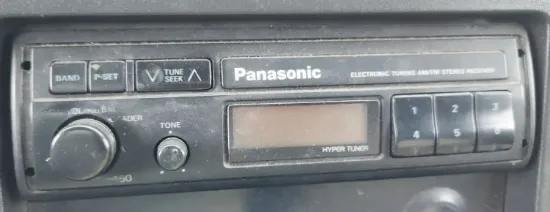 BAND
P-SET
TUNE
SEEK
Panasonic
ELECTRONIC TUNING AM/FM STEREO RECEIVER
TONE
HYPER TUNER
1 2 3
4 5 6